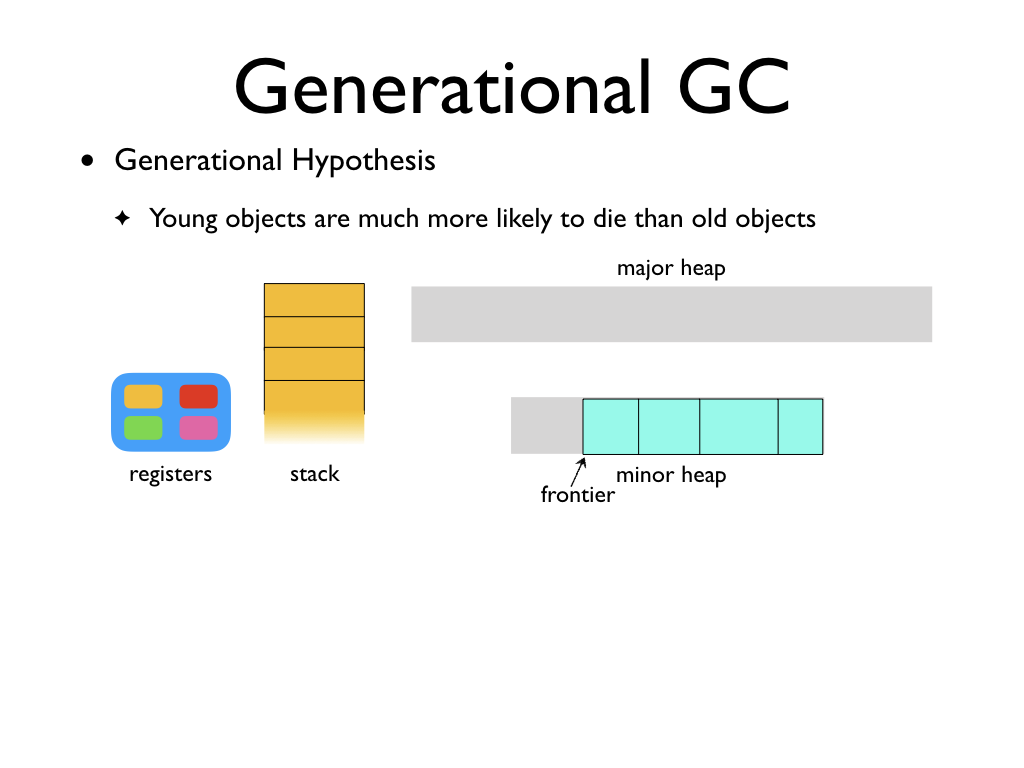 Generational GC
• Generational Hypothesis
✦ Young objects are much more likely to die than old objects
major heap
registers
stack
minor heap
frontier